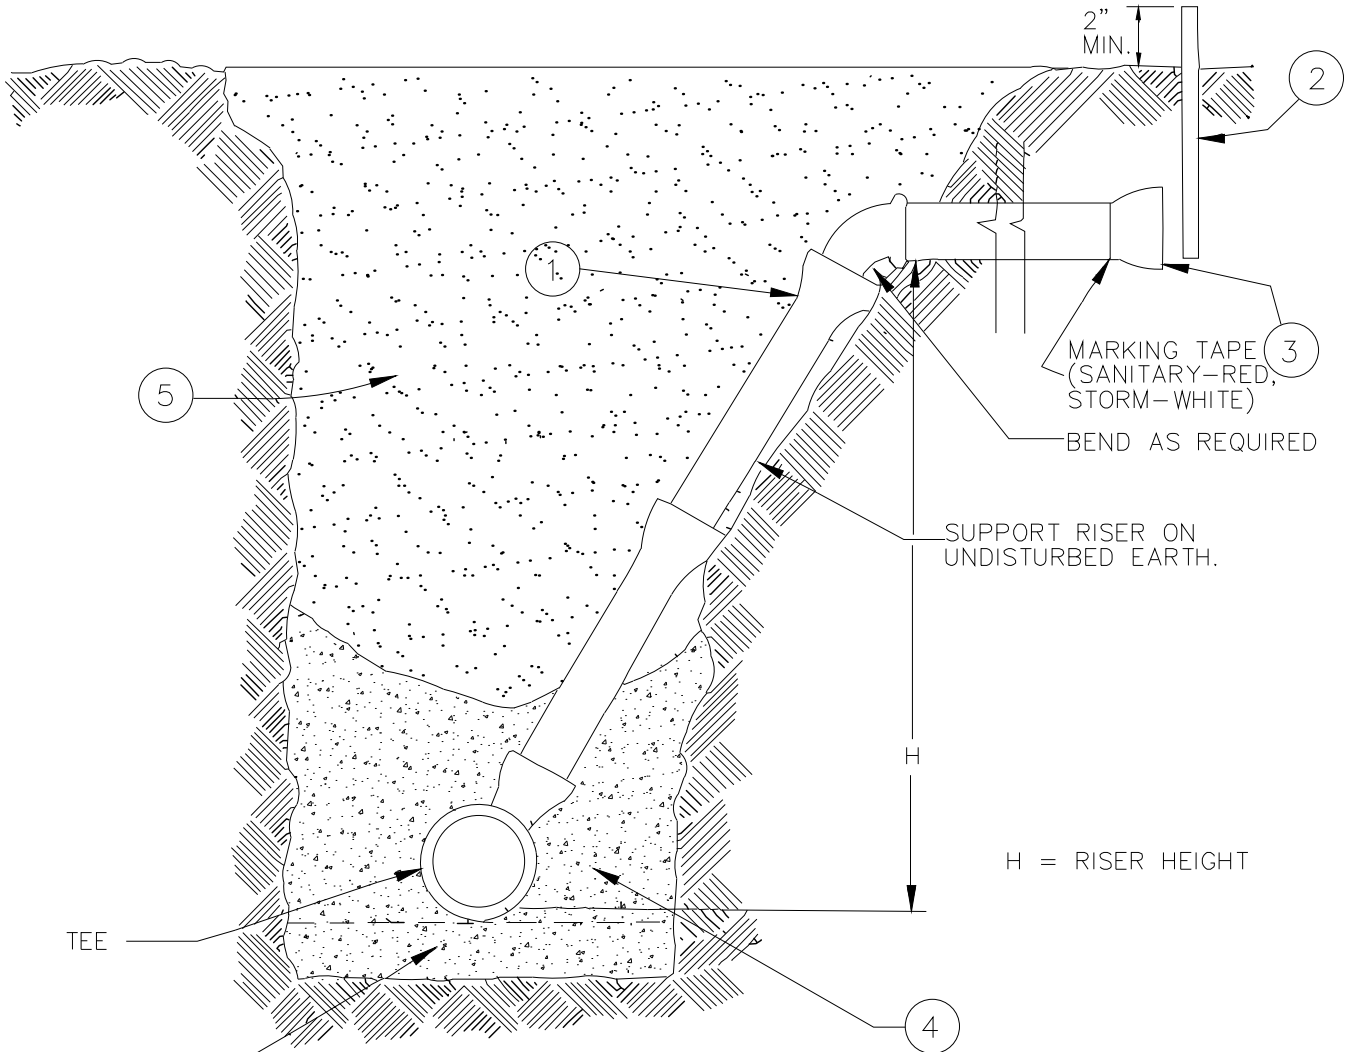 2"
MIN.
2
1
3
MARKING TAPE
(SANITARY-RED,
STORM-WHITE)
5
BEND AS REQUIRED
SUPPORT RISER ON
UNDISTURBED EARTH.
H
H = RISER HEIGHT
TEE
4